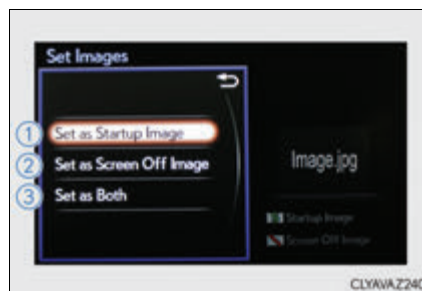 Set Images
1 Set as Startup Image
2 Set as Screen Off Image
3 Set as Both
Image.jpg
Startup Image
Screen Off Image
CLYAVAZ240